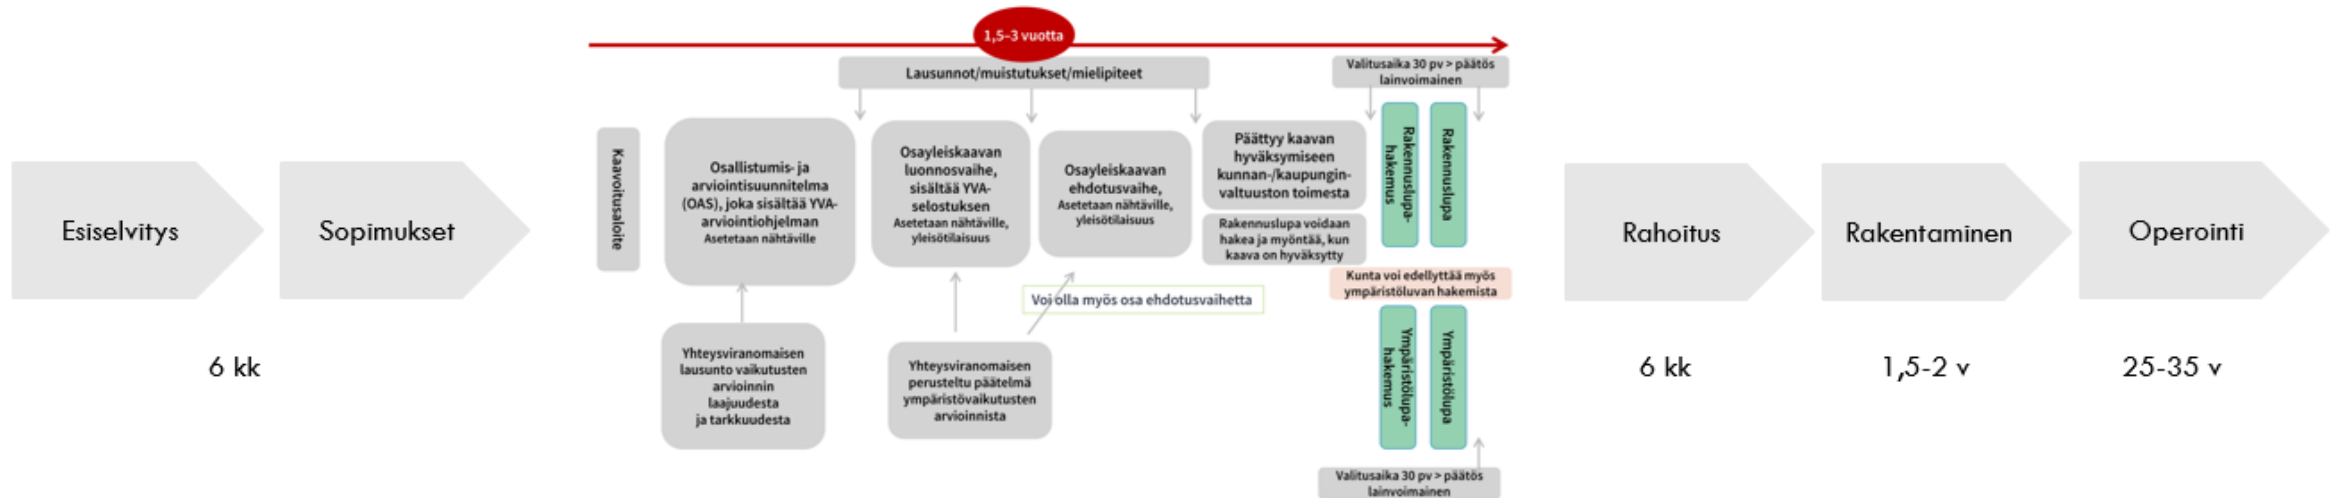 1,5–3 vuotta
Lausunnot/muistutukset/mielipiteet
Valitusaika 30 pv > päätös
lainvoimainen
Esiselvitys
Sopimukset
6 kk
Kaavoitusaloite
Osallistumis- ja
arviointisuunnitelma
(OAS), joka sisältää YVA-
arviointiohjelman
Asetetaan nähtäville
Osayleiskaavan
luonnosvaihe,
sisältää YVA-
selostuksen
Asetetaan nähtäville,
yleisötilaisuus
Osayleiskaavan
ehdotusvaihe,
Asetetaan nähtäville,
yleisötilaisuus
Päättyy kaavan
hyväksymiseen
kunnan-/kaupungin-
valtuuston toimesta
Rakennuslupa voidaan
hakea ja myöntää, kun
kaava on hyväksytty
Rakennuslupa-
hakemus
Rakennuslupa
Kunta voi edellyttää myös
ympäristöluvan hakemista
Voi olla myös osa ehdotusvaihetta
Yhteysviranomaisen
lausunto vaikutusten
arvioinnin
laajuudesta
ja tarkkuudesta
Yhteysviranomaisen
perusteltu päätelmä
ympäristövaikutusten
arvioinnista
Ympäristölupa-
hakemus
Ympäristölupa
Valitusaika 30 pv > päätös
lainvoimainen
Rahoitus
Rakentaminen
Operointi
6 kk
1,5-2 v
25-35 v